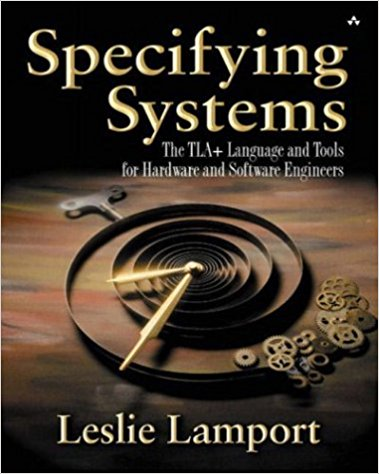 Specifying
Systems
The TLA+ Language and Tools
for Hardware and Software Engineers
Leslie Lamport